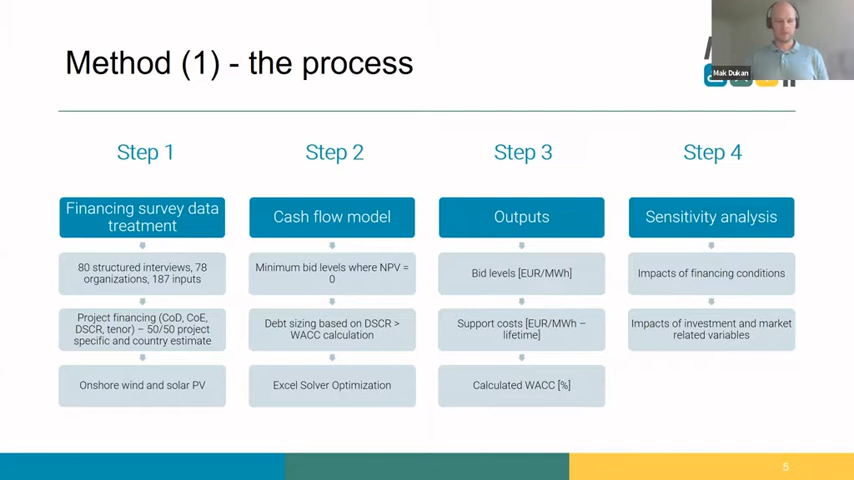 Method (1) - the process
Mak Dukan
Step 1
Step 2
Step 3
Step 4
Financing survey data
treatment
80 structured interviews, 78
organizations, 187 inputs
Project financing (CoD, CoE,
DSCR, tenor) – 50/50 project
specific and country estimate
Onshore wind and solar PV
Cash flow model
Minimum bid levels where NPV =
0
Debt sizing based on DSCR >
WACC calculation
Excel Solver Optimization
Outputs
Bid levels [EUR/MWh]
Support costs [EUR/MWh –
lifetime]
Calculated WACC [%]
Sensitivity analysis
Impacts of financing conditions
Impacts of investment and market
related variables
5